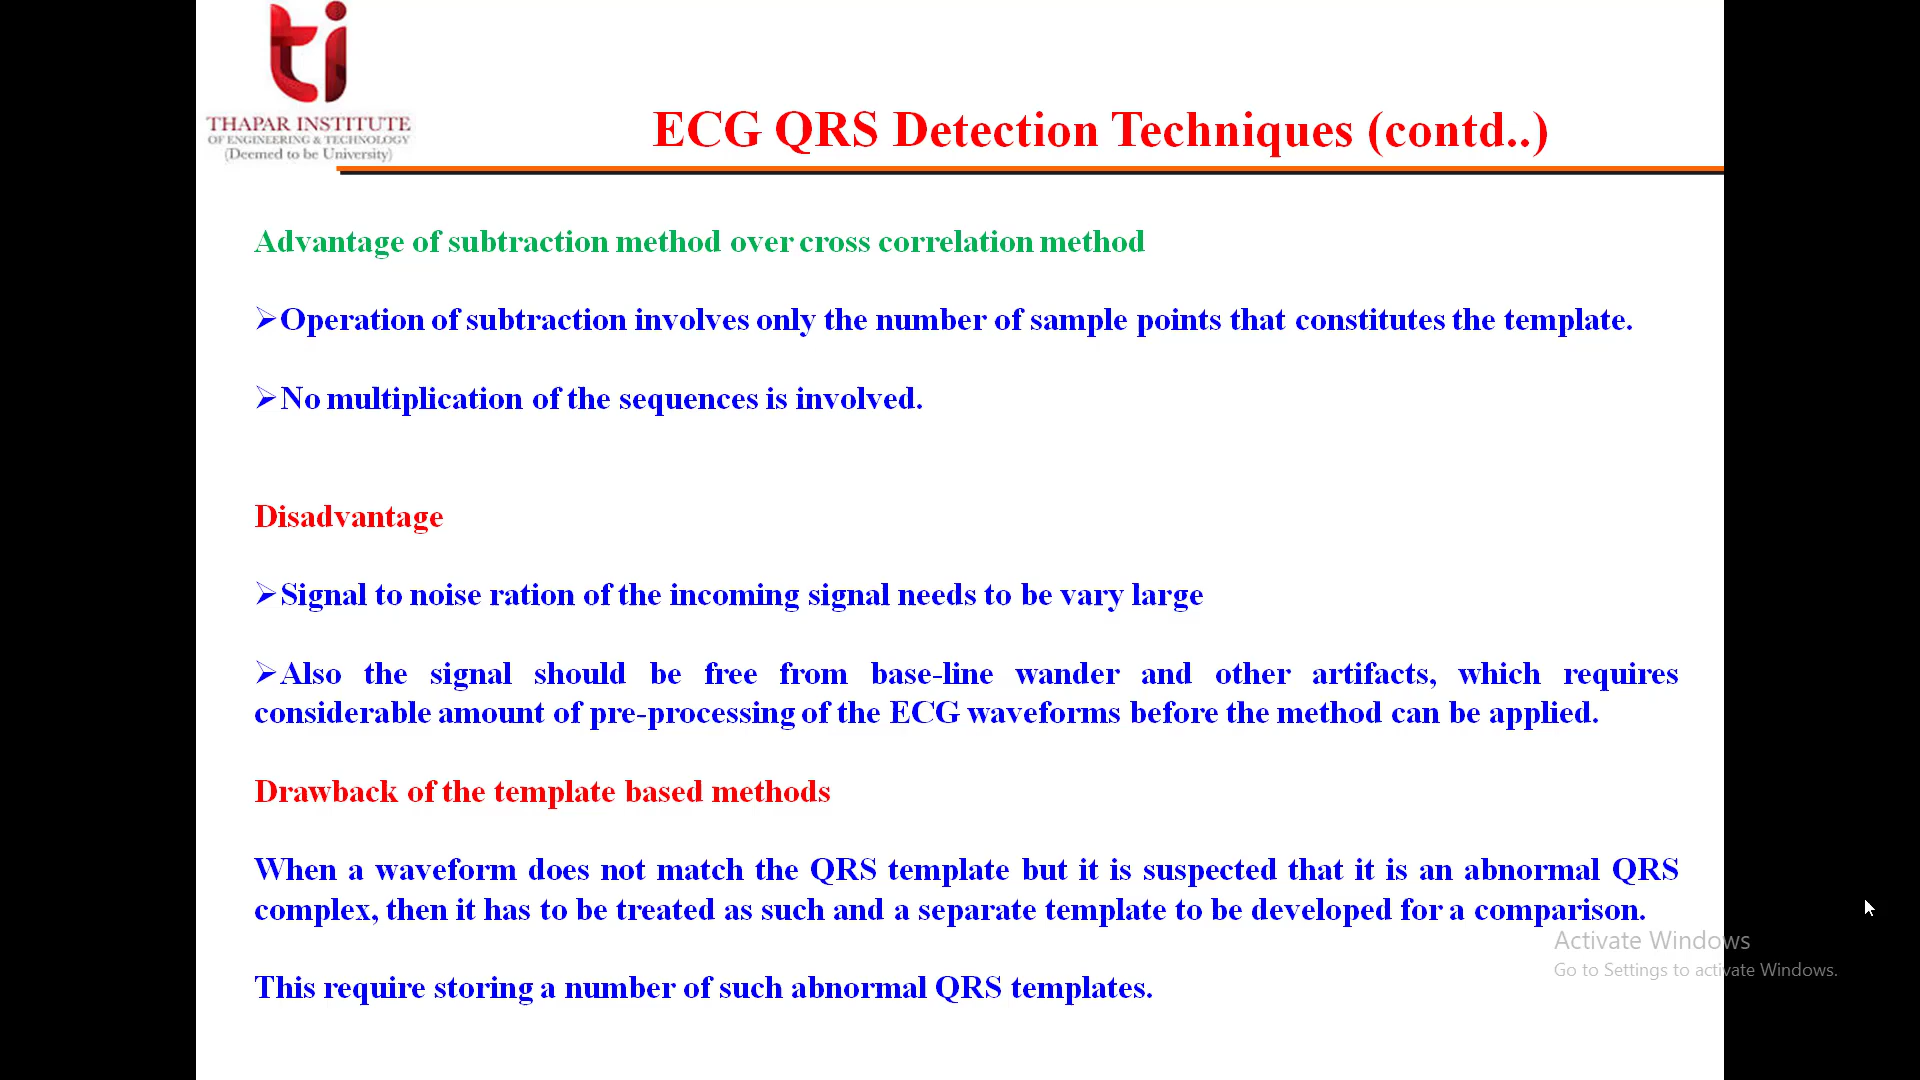 ti
THAPAR INSTITUTE
OF ENGINEERING & TECHNOLOGY
(Deemed to be University)
ECG QRS Detection Techniques (contd..)
Advantage of subtraction method over cross correlation method
➢Operation of subtraction involves only the number of sample points that constitutes the template.
➢No multiplication of the sequences is involved.
Disadvantage
➢Signal to noise ration of the incoming signal needs to be vary large
➢Also the signal should be free from base-line wander and other artifacts, which requires
considerable amount of pre-processing of the ECG waveforms before the method can be applied.
Drawback of the template based methods
When a waveform does not match the QRS template but it is suspected that it is an abnormal QRS
complex, then it has to be treated as such and a separate template to be developed for a comparison.
This require storing a number of such abnormal QRS templates.
Activate Windows
Go to Settings to activate Windows.